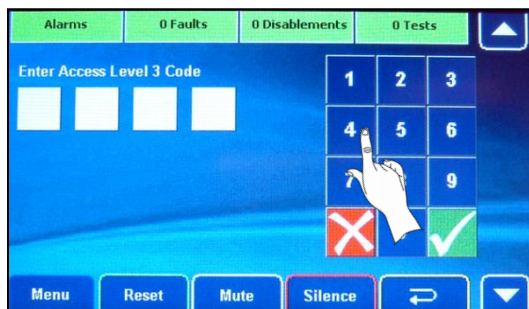 Alarms 0 Faults 0 Disablements 0 Tests
Enter Access Level 3 Code
1 2 3
4 5 6
7 9
Menu Reset Mute Silence